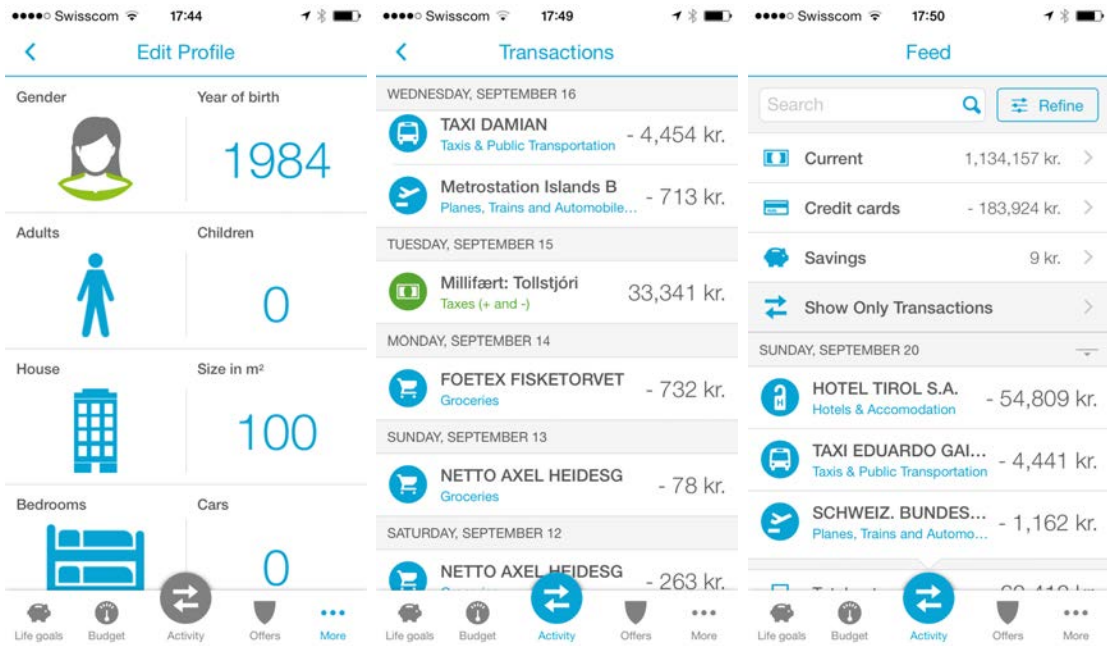 Swisscom 17:44
Edit Profile
Gender Year of birth
1984
Adults Children
0
House Size in m²
100
Bedrooms Cars
0
Life goals Budget Activity Offers More
Swisscom 17:49
Transactions
WEDNESDAY, SEPTEMBER 16
TAXI DAMIAN - 4,454 kr.
Taxis & Public Transportation
Metrostation Islands B - 713 kr.
Planes, Trains and Automobile...
TUESDAY, SEPTEMBER 15
Millifært: Tollstjóri 33,341 kr.
Taxes (+ and -)
MONDAY, SEPTEMBER 14
FOETEX FISKETORVET - 732 kr.
Groceries
SUNDAY, SEPTEMBER 13
NETTO AXEL HEIDESG - 78 kr.
Groceries
SATURDAY, SEPTEMBER 12
NETTO AXEL HEIDESG - 263 kr.
Life goals Budget Activity Offers More
Swisscom 17:50
Feed
Search Refine
Current 1,134,157 kr.
Credit cards - 183,924 kr.
Savings 9 kr.
Show Only Transactions
SUNDAY, SEPTEMBER 20
HOTEL TIROL S.A. - 54,809 kr.
Hotels & Accomodation
TAXI EDUARDO GAI... - 4,441 kr.
Taxis & Public Transportation
SCHWEIZ. BUNDES... - 1,162 kr.
Planes, Trains and Automo...
Life goals Budget Activity Offers More